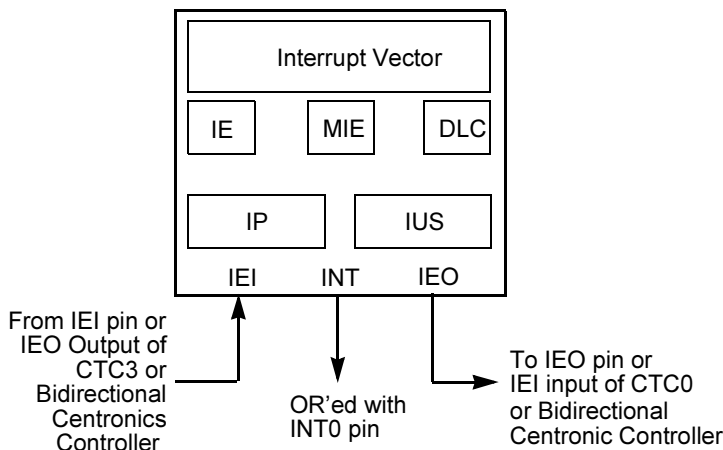 Interrupt Vector
IE MIE DLC
IP IUS
IEI INT IEO
From IEI pin or
IEO Output of
CTC3 or
Bidirectional
Centronics
Controller
OR'ed with
INT0 pin
To IEO pin or
IEI input of CTC0
or Bidirectional
Centronic Controller